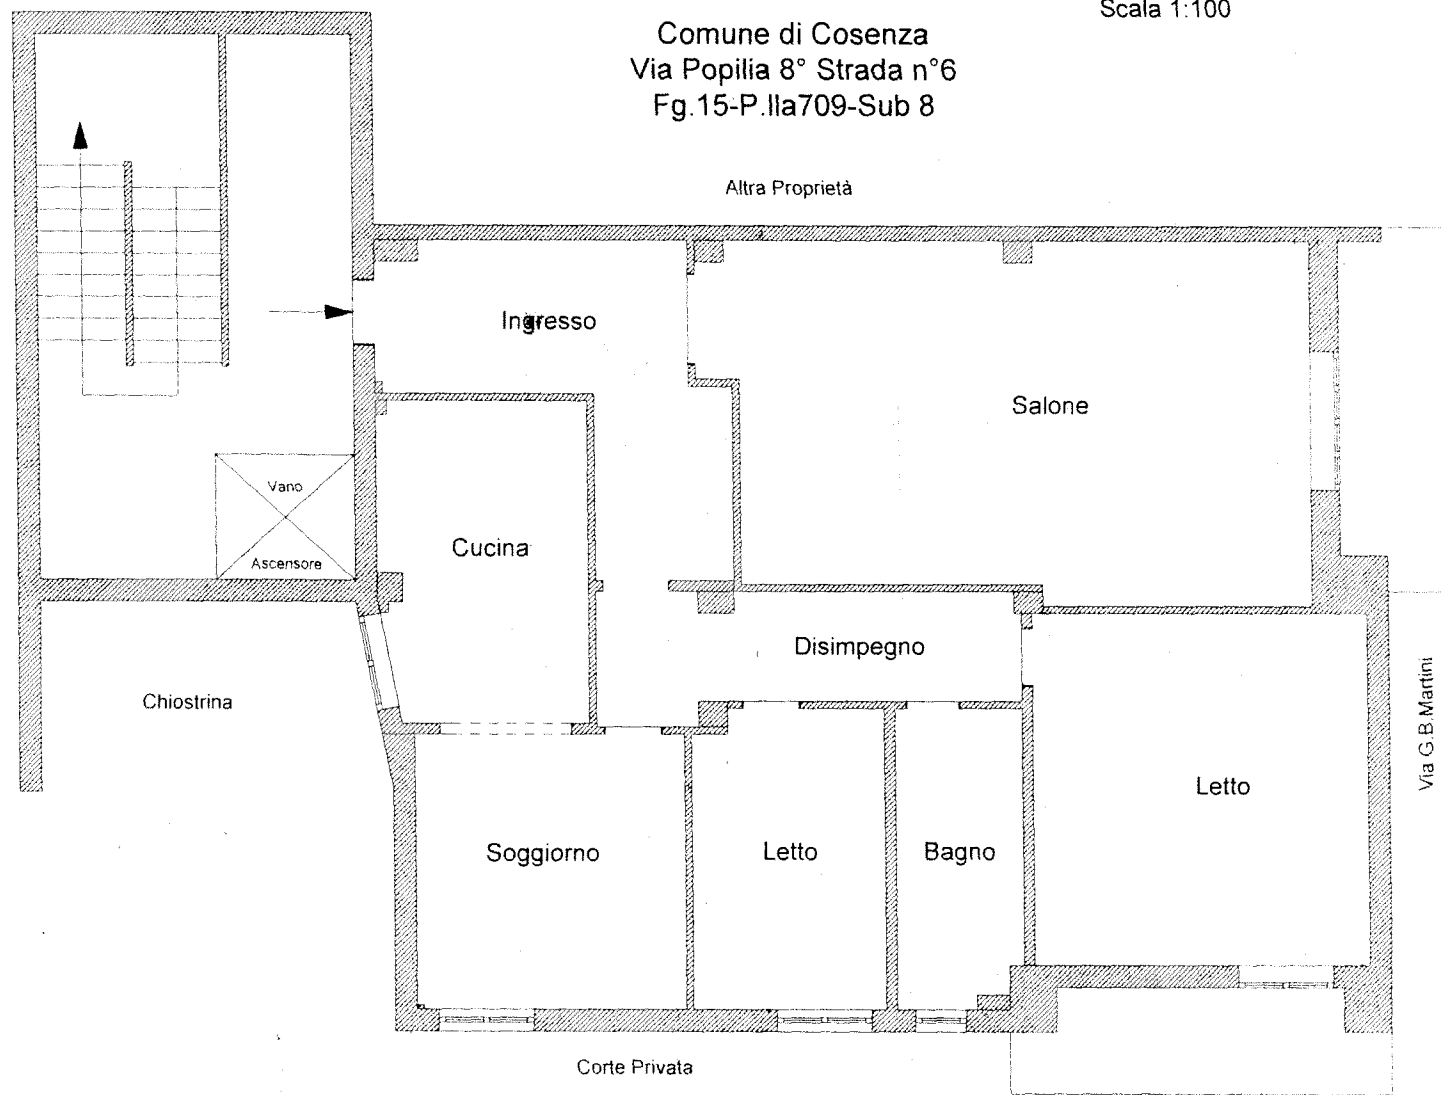 Scala 1:100
Comune di Cosenza
Via Popilia 8° Strada n°6
Fg.15-P.lla709-Sub 8
Altra Proprietà
Ingresso
Salone
Vano
Ascensore
Cucina
Disimpegno
Chiostrina
Via G.B.Martini
Letto
Soggiorno
Letto
Bagno
Corte Privata